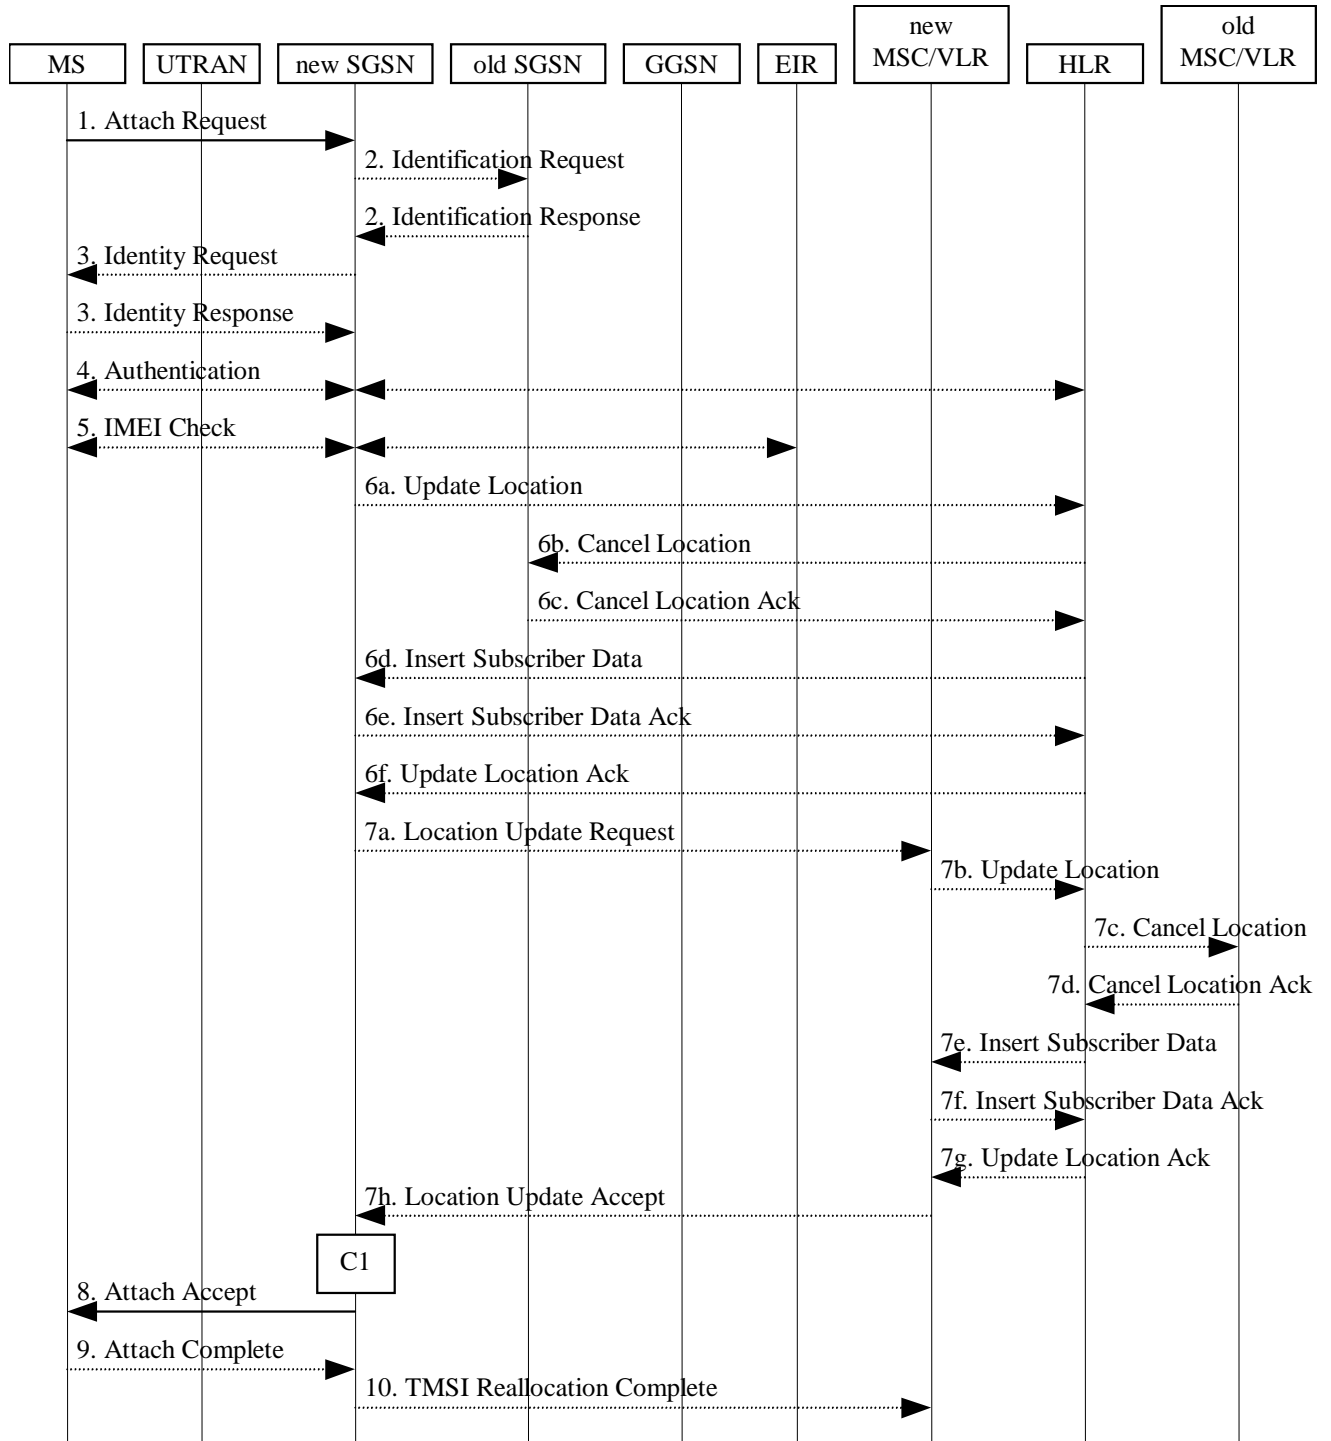 new
MSC/VLR
old
MSC/VLR
MS
UTRAN
new SGSN
old SGSN
GGSN
EIR
HLR
1. Attach Request
2. Identification Request
2. Identification Response
3. Identity Request
3. Identity Response
4. Authentication
5. IMEI Check
6a. Update Location
6b. Cancel Location
6c. Cancel Location Ack
6d. Insert Subscriber Data
6e. Insert Subscriber Data Ack
6f. Update Location Ack
7a. Location Update Request
7b. Update Location
7c. Cancel Location
7d. Cancel Location Ack
7e. Insert Subscriber Data
7f. Insert Subscriber Data Ack
7g. Update Location Ack
7h. Location Update Accept
C1
8. Attach Accept
9. Attach Complete
10. TMSI Reallocation Complete